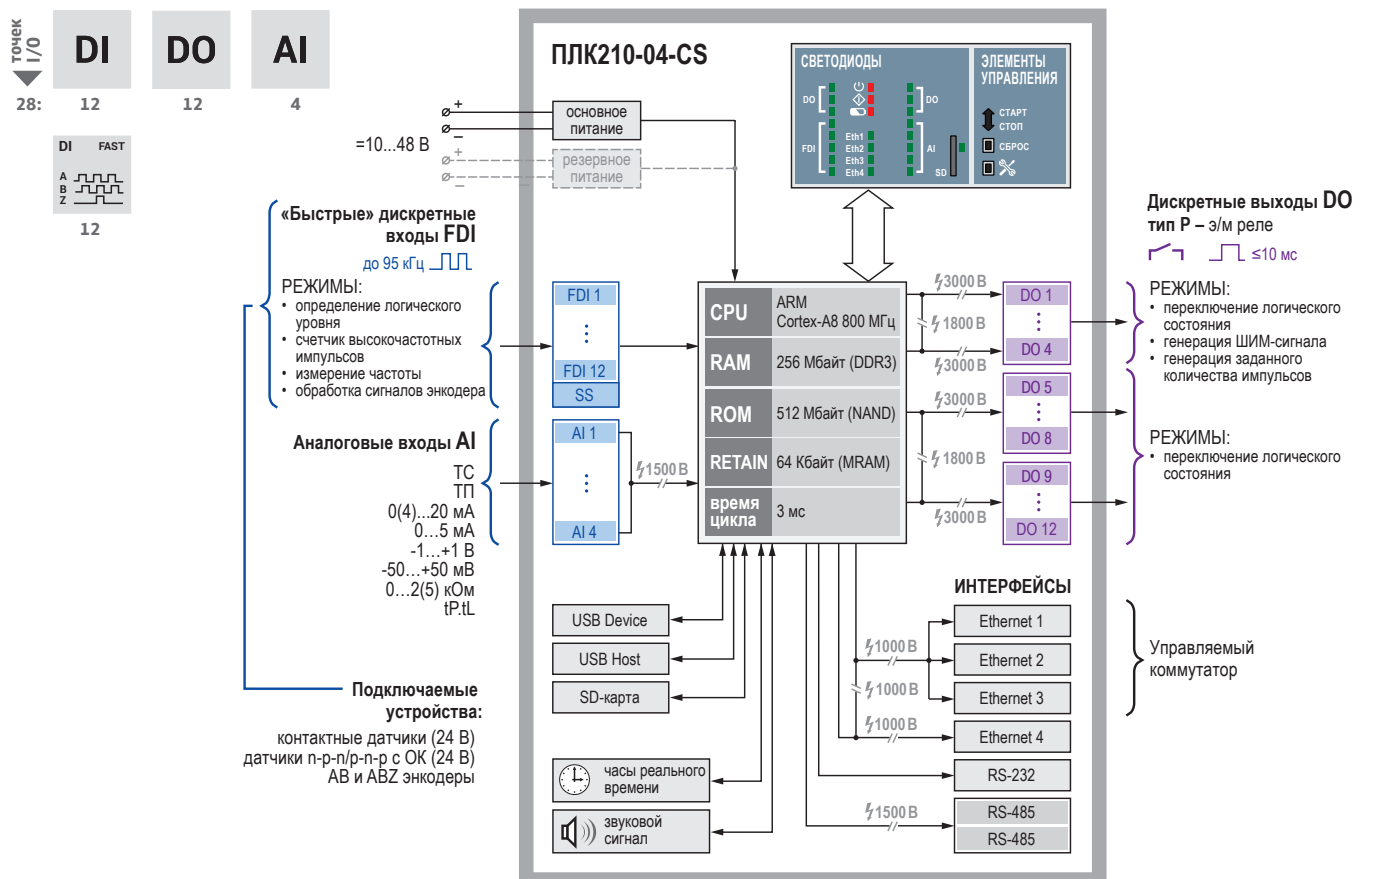 точек
I/O
DI
DO
AI
28:
12
12
4
DI
FAST
A
B
Z
12
ПЛК210-04-CS
+
–
основное
питание
=10...48 В
+
–
резервное
питание
СВЕТОДИОДЫ
DO
DO
FDI
Eth1
Eth2
Eth3
Eth4
AI
SD
ЭЛЕМЕНТЫ
УПРАВЛЕНИЯ
СТАРТ
СТОП
СБРОС
«Быстрые» дискретные
входы FDI
до 95 кГц
РЕЖИМЫ:
• определение логического
уровня
• счетчик высокочастотных
импульсов
• измерение частоты
• обработка сигналов энкодера
FDI 1
FDI 12
SS
Аналоговые входы AI
ТС
ТП
0(4)...20 мА
0...5 мА
-1...+1 В
-50...+50 мВ
0...2(5) кОм
tP.tL
AI 1
AI 4
1500 В
Подключаемые
устройства:
контактные датчики (24 В)
датчики n-p-n/p-n-p с ОК (24 В)
АВ и ABZ энкодеры
CPU
ARM
Cortex-A8 800 МГц
RAM
256 Мбайт (DDR3)
ROM
512 Мбайт (NAND)
RETAIN
64 Кбайт (MRAM)
время
цикла
3 мс
3000 В
1800 В
3000 В
3000 В
1800 В
3000 В
DO 1
DO 4
DO 5
DO 8
DO 9
DO 12
Дискретные выходы DO
тип Р – э/м реле
≤10 мс
РЕЖИМЫ:
• переключение логического
состояния
• генерация ШИМ-сигнала
• генерация заданного
количества импульсов
РЕЖИМЫ:
• переключение логического
состояния
USB Device
USB Host
SD-карта
часы реального
времени
звуковой
сигнал
ИНТЕРФЕЙСЫ
1000 В
1000 В
1000 В
1500 В
Ethernet 1
Ethernet 2
Ethernet 3
Ethernet 4
RS-232
RS-485
RS-485
Управляемый
коммутатор